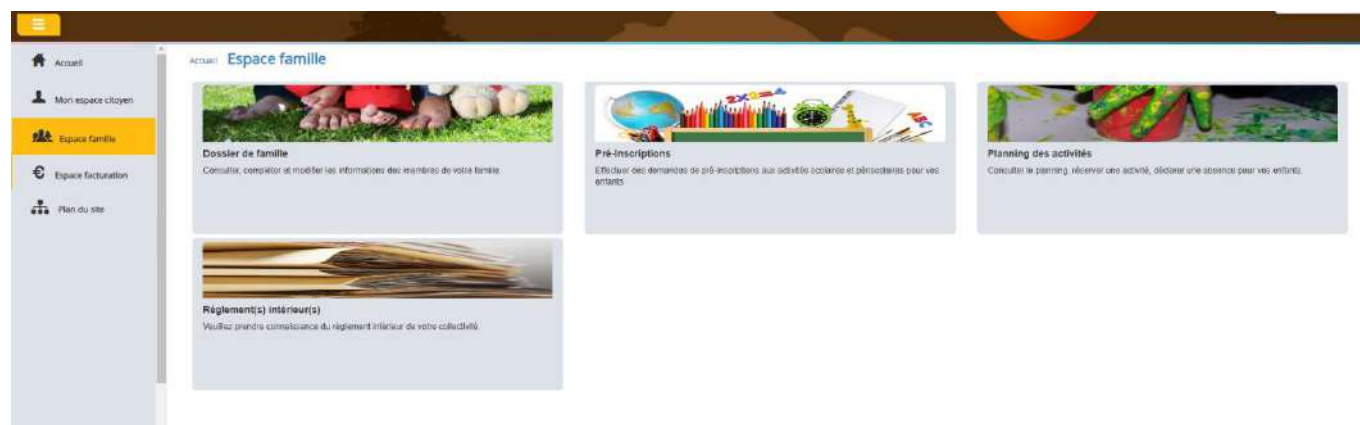 Accueil
Mon espace citoyen
Espace famille
Espace facturation
Plan du site
Accueil Espace famille
Dossier de famille
Consulter, compléter et modifier les informations des membres de votre famille.
2x2=4
ABC
Pré-inscriptions
Effectuer des demandes de pré-inscriptions aux activités scolaires et périscolaires pour vos
enfants
Planning des activités
Consulter le planning, réserver une activité, déclarer une absence pour vos enfants.
Règlement(s) intérieur(s)
Veuillez prendre connaissance du règlement intérieur de votre collectivité.